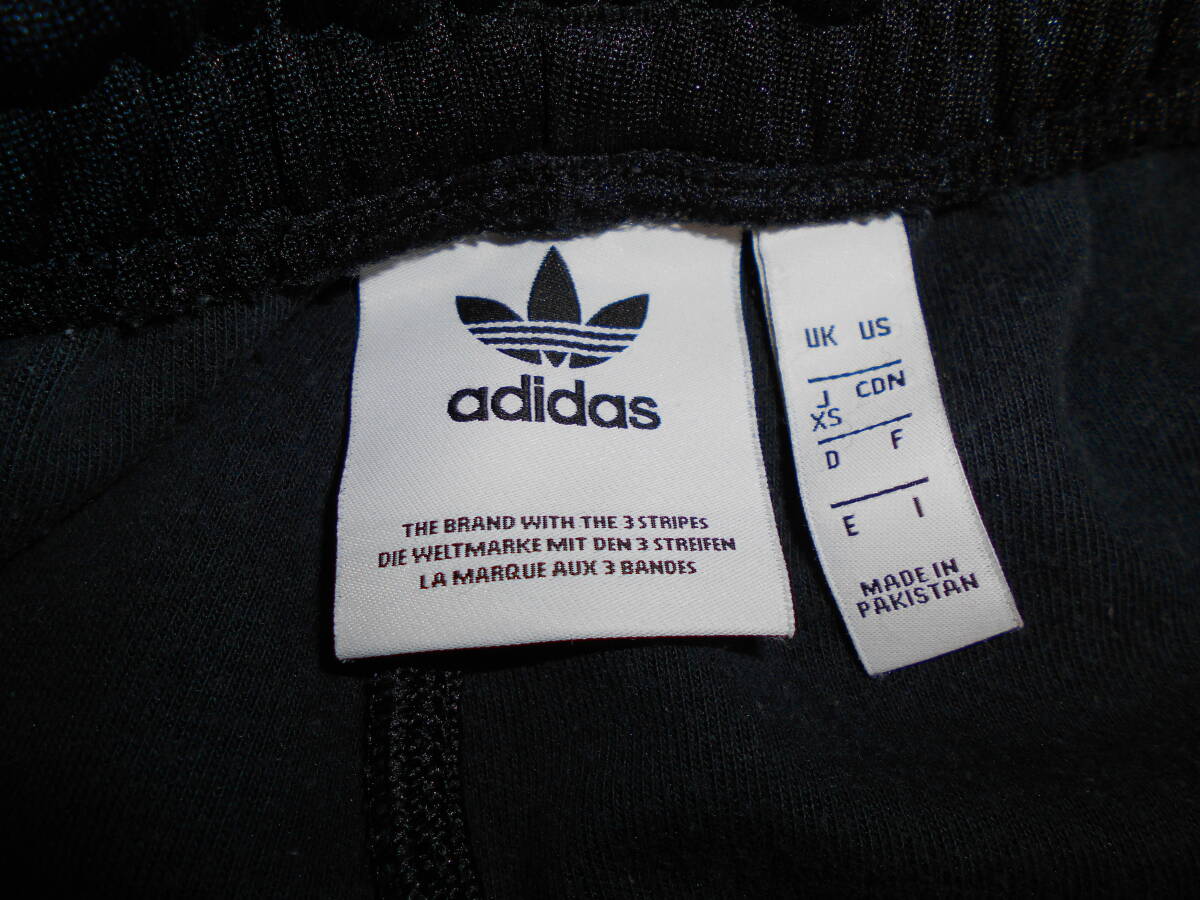 adidas
THE BRAND WITH THE 3 STRIPES
DIE WELTMARKE MIT DEN 3 STREIFEN
LA MARQUE AUX 3 BANDES
UK US
J CDN
XS
D F
E I
MADE IN
PAKISTAN